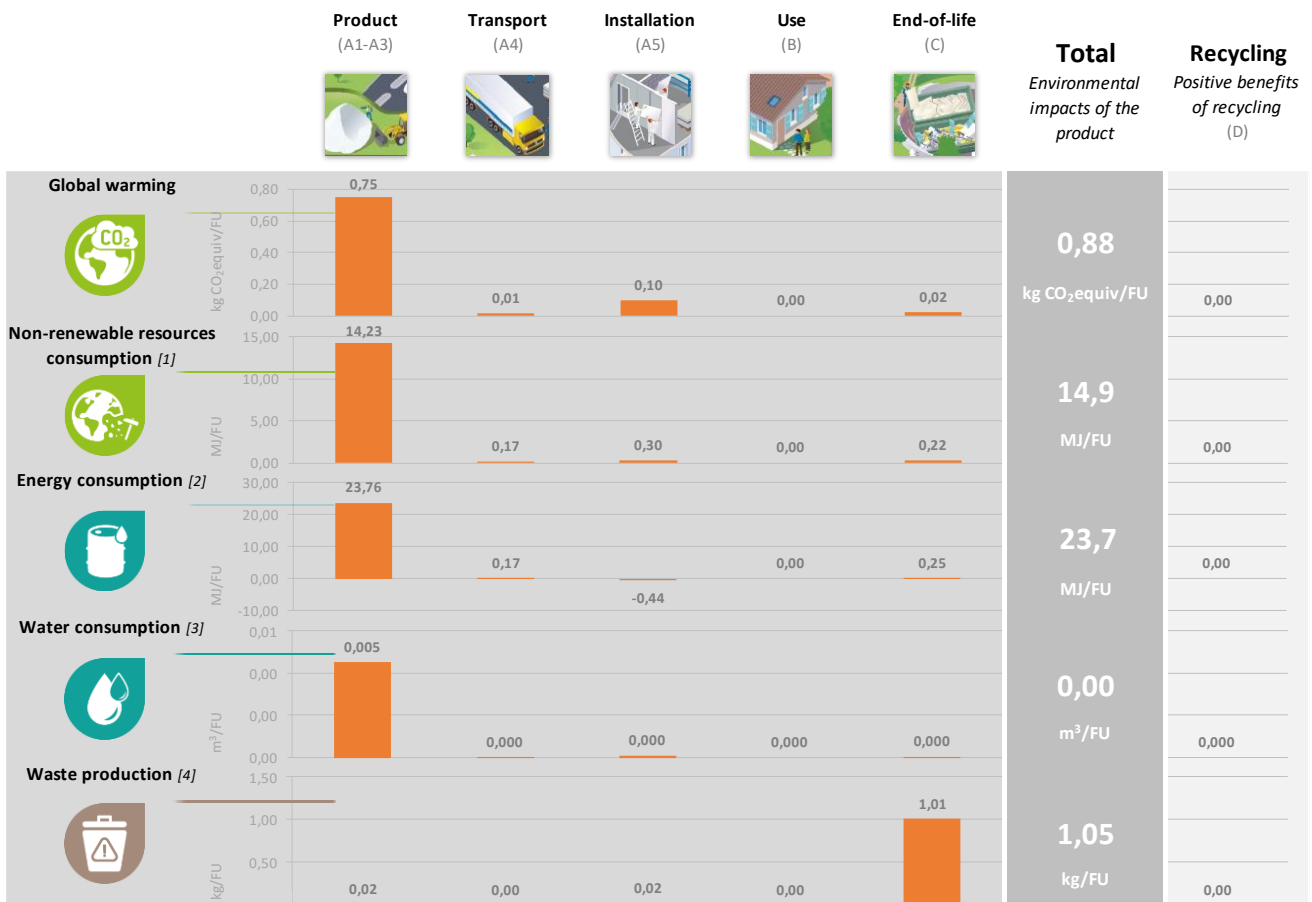 Product
(A1-A3)
Transport
(A4)
Installation
(A5)
Use
(B)
End-of-life
(C)
Total
Environmental
impacts of the
product
Recycling
Positive benefits
of recycling
(D)
Global warming
CO2
kg CO2equiv/FU
0,80
0,60
0,40
0,20
0,00
0,75
0,01
0,10
0,00
0,02
0,88
kg CO2equiv/FU
0,00
Non-renewable resources
consumption [1]
MJ/FU
15,00
10,00
5,00
0,00
14,23
0,17
0,30
0,00
0,22
14,9
MJ/FU
0,00
Energy consumption [2]
MJ/FU
30,00
20,00
10,00
0,00
-10,00
23,76
0,17
-0,44
0,00
0,25
23,7
MJ/FU
0,00
Water consumption [3]
m³/FU
0,01
0,00
0,00
0,00
0,005
0,000
0,000
0,000
0,000
0,00
m³/FU
0,000
Waste production [4]
kg/FU
1,50
1,00
0,50
0,02
0,00
0,02
0,00
1,01
1,05
kg/FU
0,00